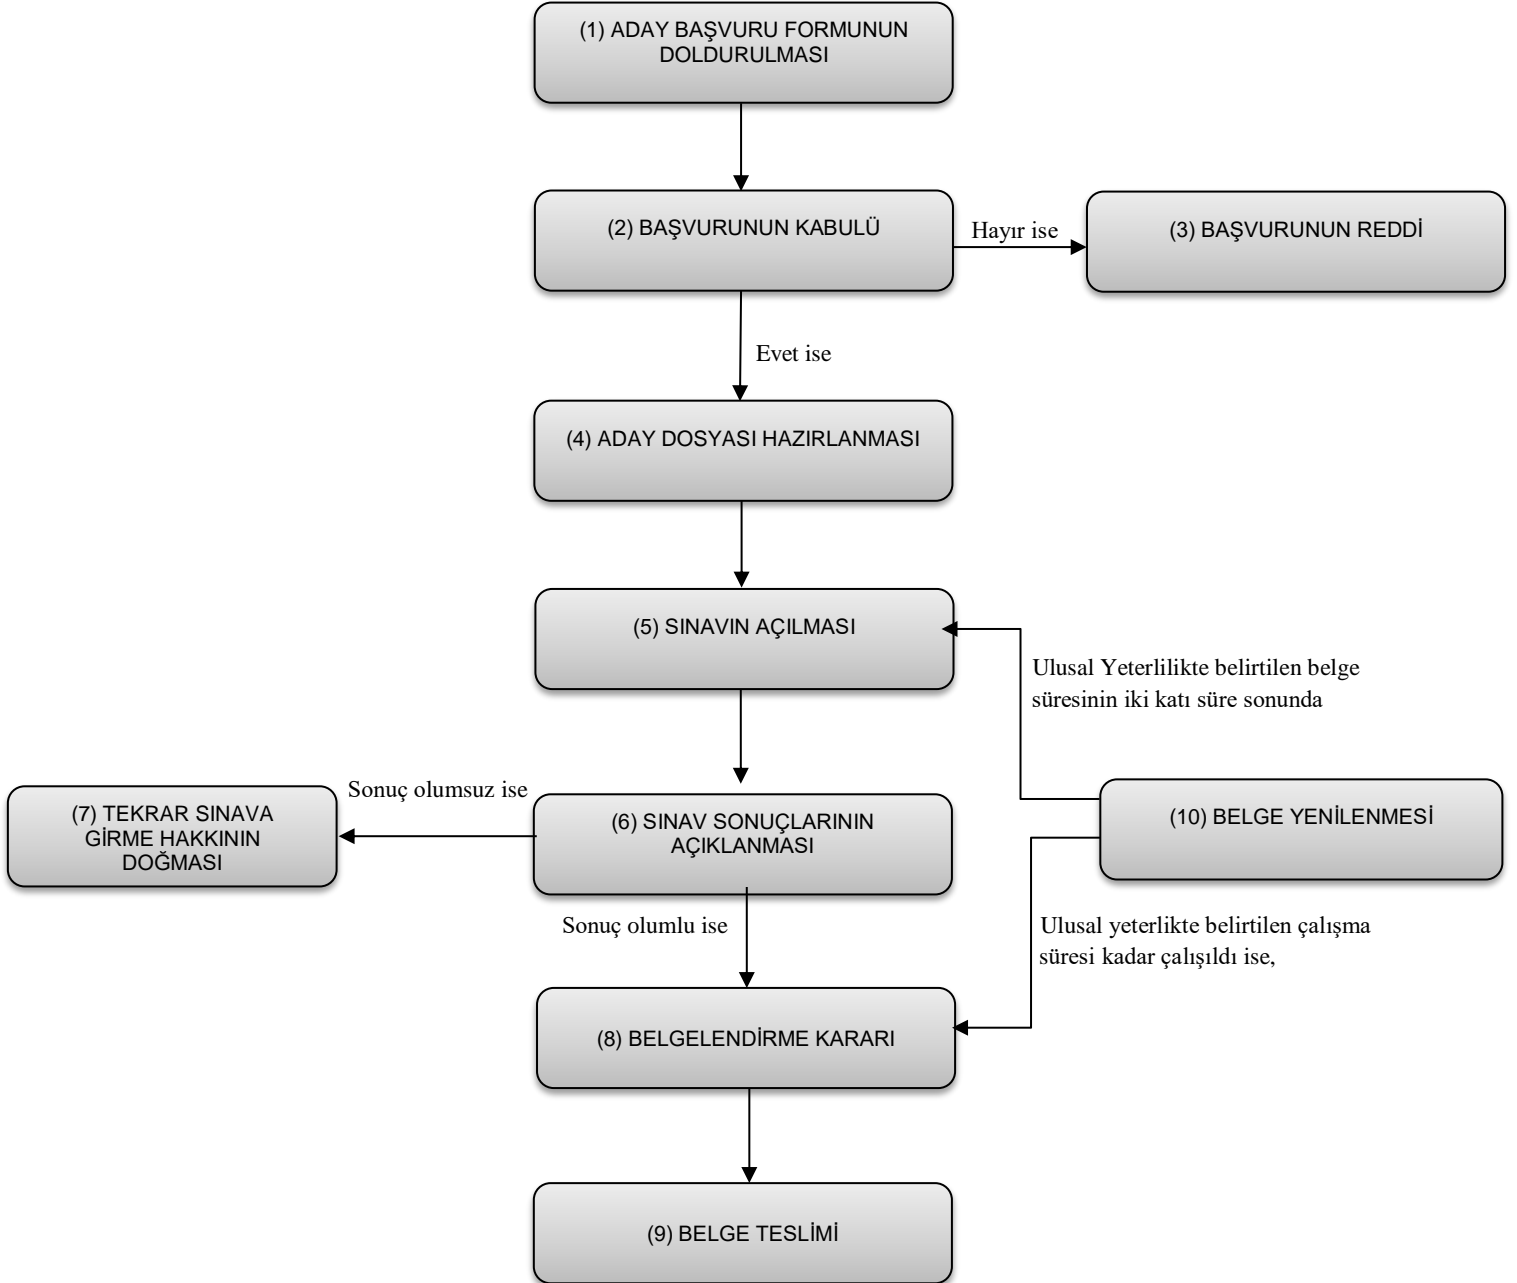 (1) ADAY BAŞVURU FORMUNUN
DOLDURULMASI
(2) BAŞVURUNUN KABULÜ
Hayır ise
(3) BAŞVURUNUN REDDİ
Evet ise
(4) ADAY DOSYASI HAZIRLANMASI
(5) SINAVIN AÇILMASI
Ulusal Yeterlilikte belirtilen belge
süresinin iki katı süre sonunda
Sonuç olumsuz ise
(7) TEKRAR SINAVA
GİRME HAKKININ
DOĞMASI
(6) SINAV SONUÇLARININ
AÇIKLANMASI
(10) BELGE YENİLENMESİ
Sonuç olumlu ise
Ulusal yeterlikte belirtilen çalışma
süresi kadar çalışıldı ise,
(8) BELGELENDİRME KARARI
(9) BELGE TESLİMİ